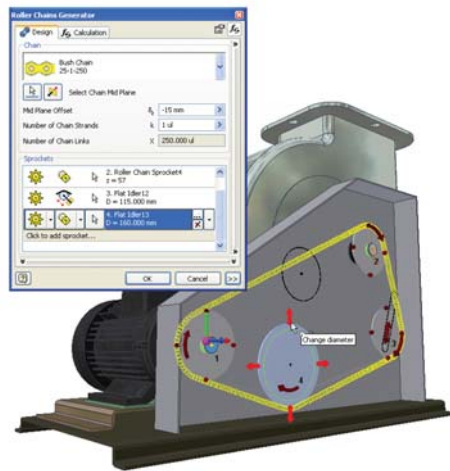 Roller Chains Generator
Design
Calculation
Chain
Bush Chain
25-1-250
Select Chain Mid Plane
Mid Plane Offset
-15 mm
Number of Chain Strands
1 ul
Number of Chain Links
X
250.000 ul
Sprockets
2. Roller Chain Sprocket4
z = 57
3. Flat Idler12
D = 115.000 mm
4. Flat Idler13
D = 160.000 mm
Click to add sprocket...
OK
Cancel
>>
Change diameter
1
2
3
4